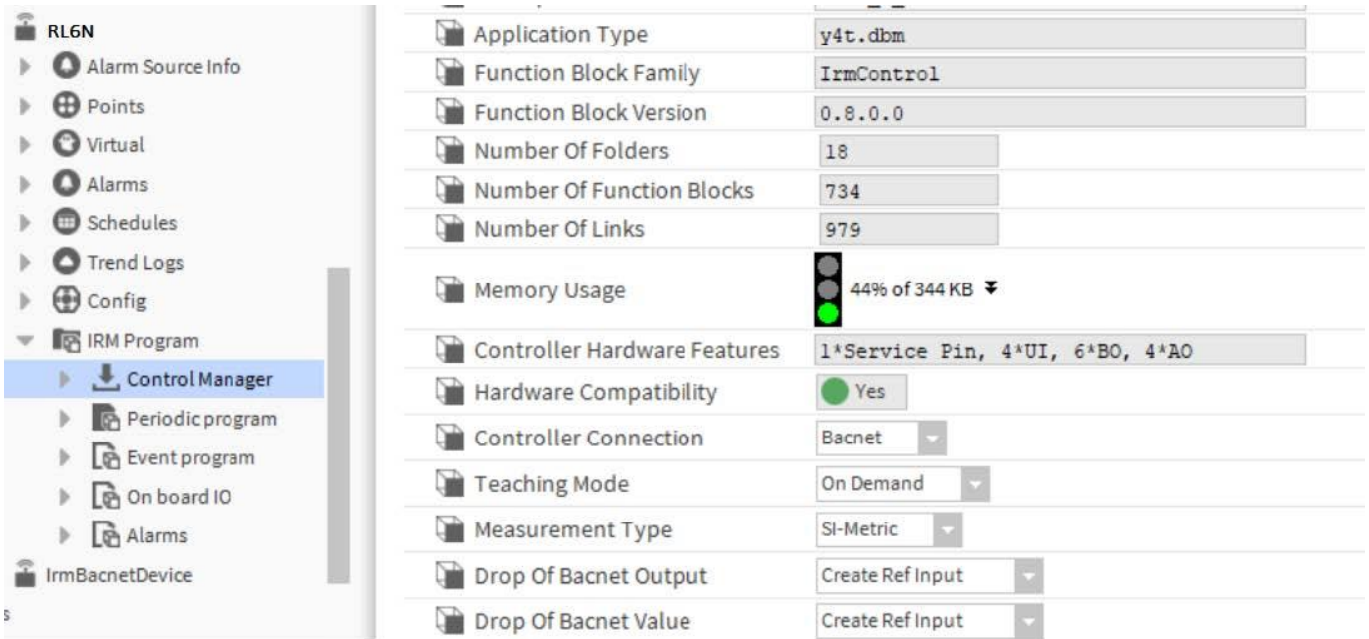 RL6N
Alarm Source Info
Points
Virtual
Alarms
Schedules
Trend Logs
Config
IRM Program
Control Manager
Periodic program
Event program
On board IO
Alarms
IrmBacnetDevice
s
Application Type y4t.dbm
Function Block Family IrmControl
Function Block Version 0.8.0.0
Number Of Folders 18
Number Of Function Blocks 734
Number Of Links 979
Memory Usage 44% of 344 KB
Controller Hardware Features 1*Service Pin, 4*UI, 6*BO, 4*AO
Hardware Compatibility Yes
Controller Connection Bacnet
Teaching Mode On Demand
Measurement Type SI-Metric
Drop Of Bacnet Output Create Ref Input
Drop Of Bacnet Value Create Ref Input